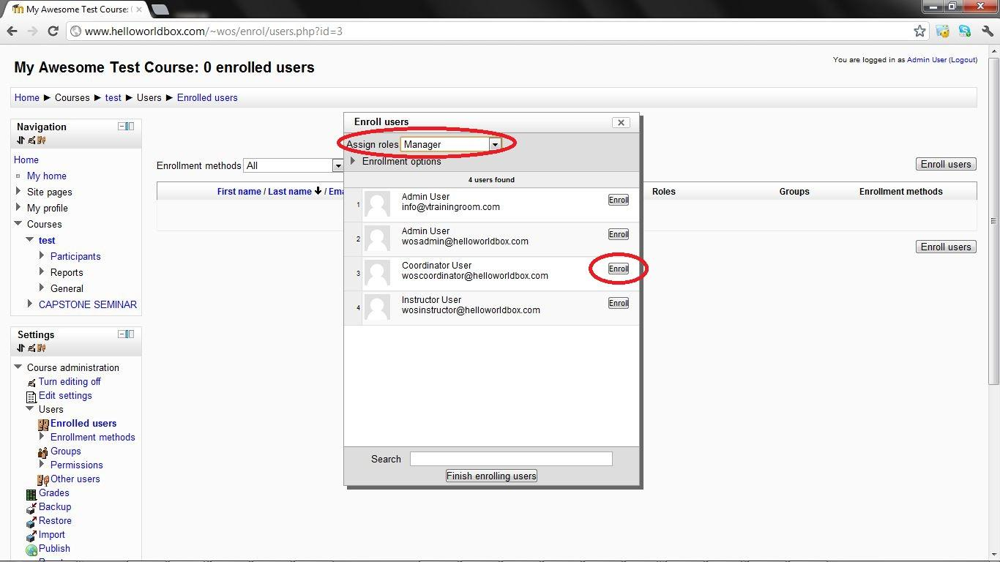 My Awesome Test Course: (
www.helloworldbox.com/~wos/enrol/users.php?id=3
My Awesome Test Course: 0 enrolled users
You are logged in as Admin User (Logout)
Home ► Courses ► test ► Users ► Enrolled users
Navigation
Home
My home
Site pages
My profile
Courses
test
Participants
Reports
General
CAPSTONE SEMINAR
Settings
Course administration
Turn editing off
Edit settings
Users
Enrolled users
Enrollment methods
Groups
Permissions
Other users
Grades
Backup
Restore
Import
Publish
Enrollment methods All
Enroll users
First name / Last name / Ema
Roles Groups Enrollment methods
Enroll users
Enroll users
Assign roles Manager
Enrollment options
4 users found
1 Admin User Enroll
info@vtrainingroom.com
2 Admin User Enroll
wosadmin@helloworldbox.com
3 Coordinator User Enroll
woscoordinator@helloworldbox.com
4 Instructor User Enroll
wosinstructor@helloworldbox.com
Search
Finish enrolling users